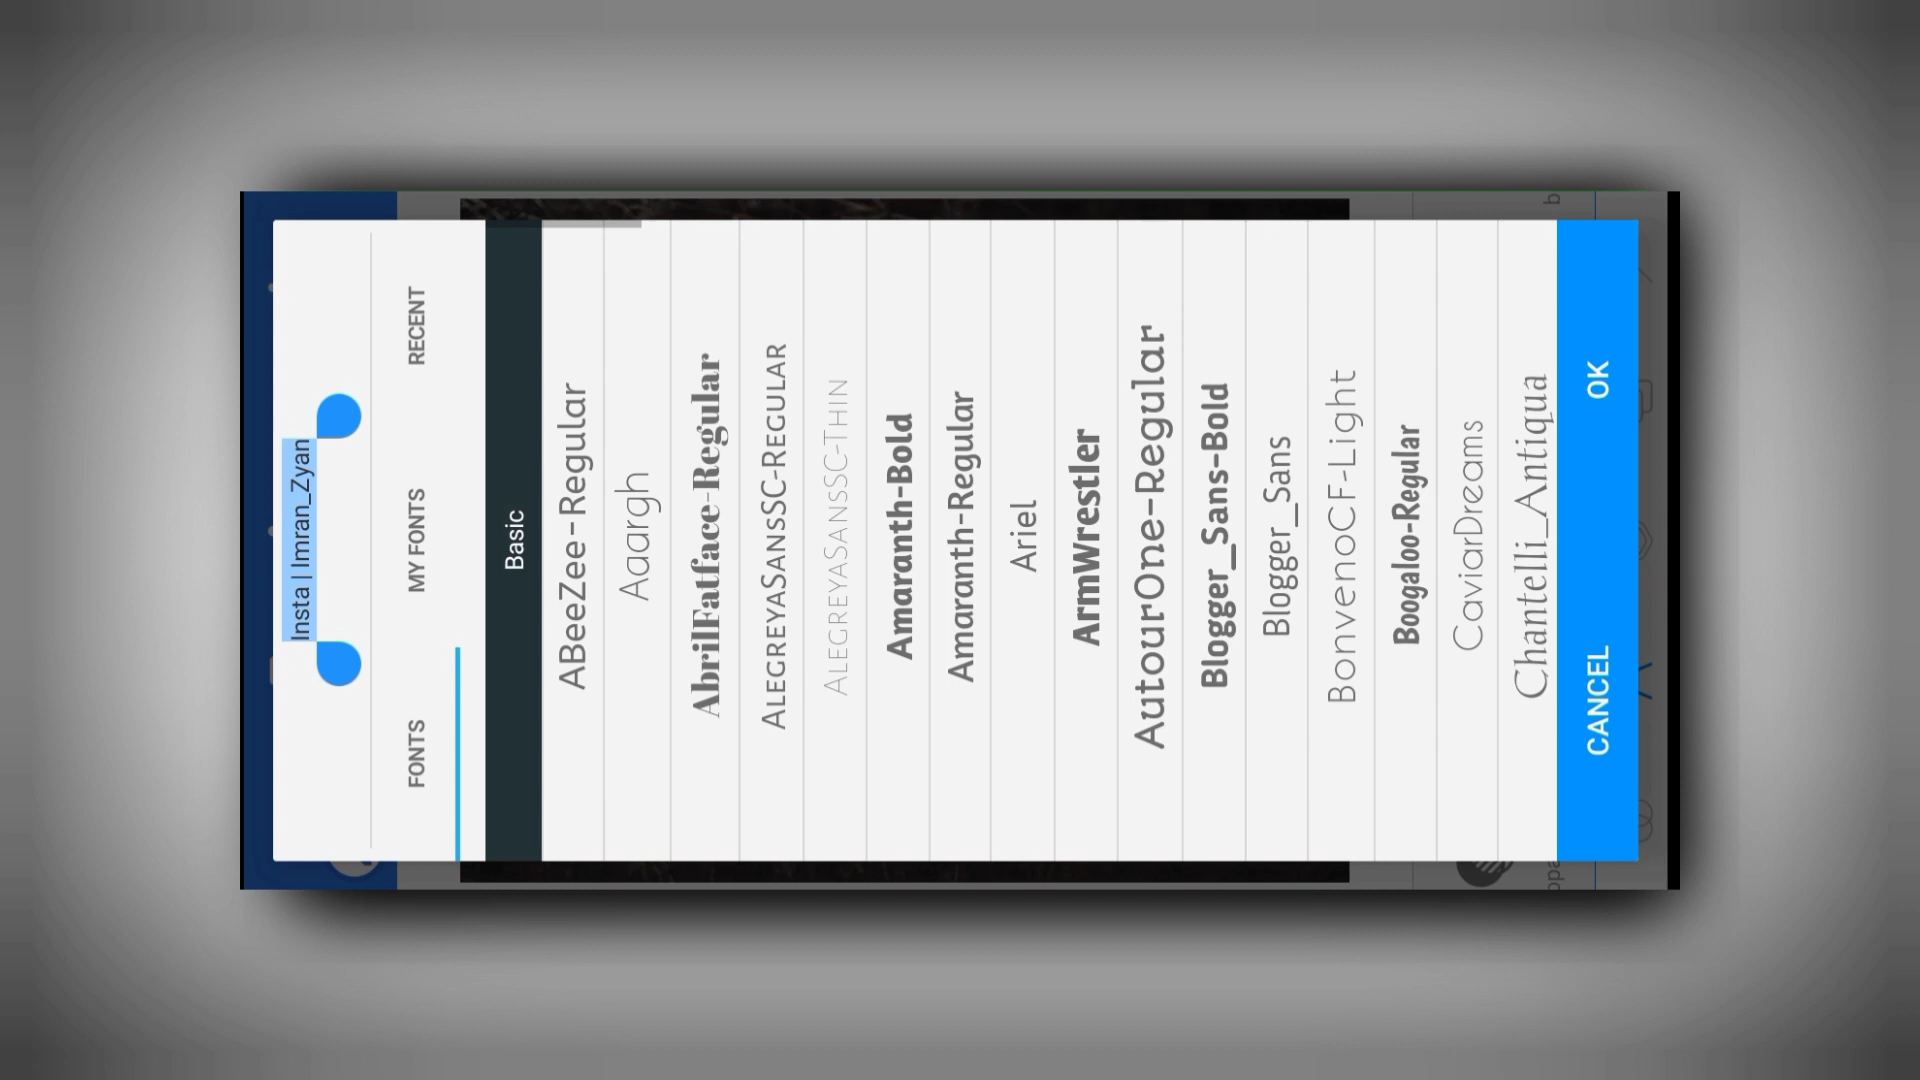 Insta | Imran_Zyan
FONTS MY FONTS RECENT
Basic
ABeeZee-Regular
Aaargh
AbrilFatface-Regular
AlegreyaSansSC-Regular
AlegreyaSansSC-Thin
Amaranth-Bold
Amaranth-Regular
Ariel
ArmWrestler
AutourOne-Regular
Blogger_Sans-Bold
Blogger_Sans
BonvenoCF-Light
Boogaloo-Regular
CaviarDreams
Chantelli_Antiqua
CANCEL OK